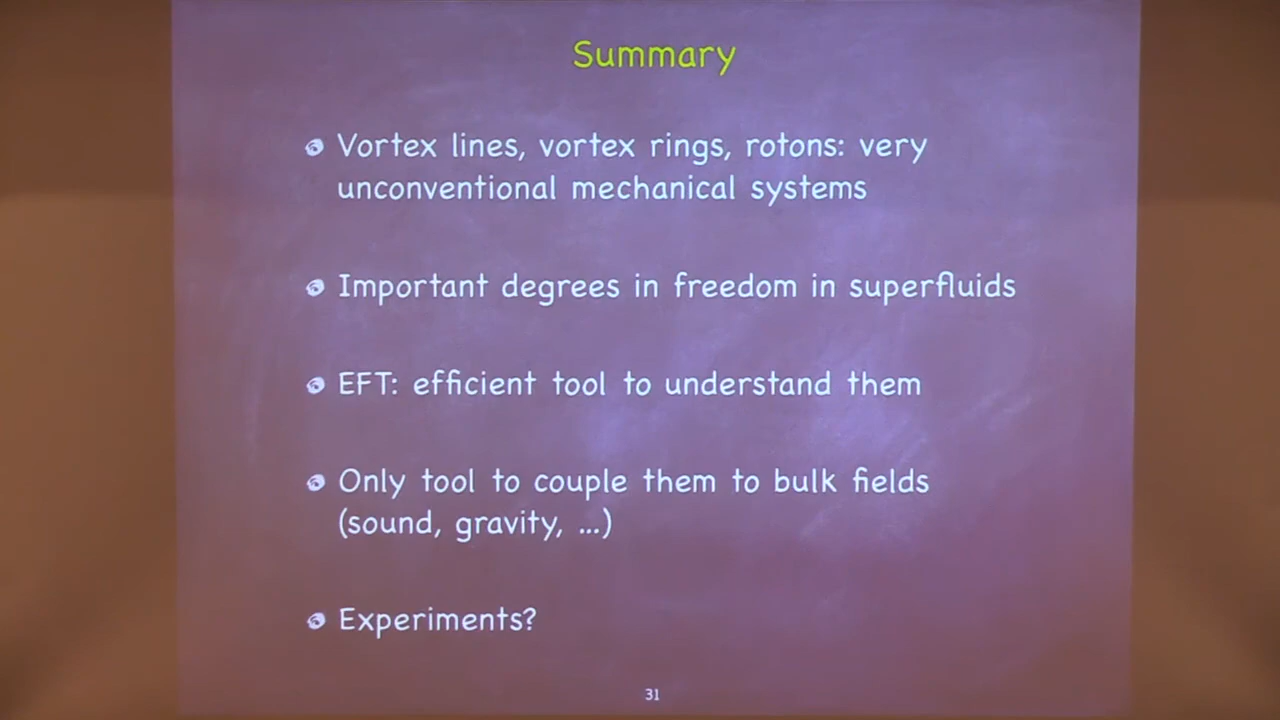 Summary
Vortex lines, vortex rings, rotons: very
unconventional mechanical systems
Important degrees in freedom in superfluids
EFT: efficient tool to understand them
Only tool to couple them to bulk fields
(sound, gravity, ...)
Experiments?
31